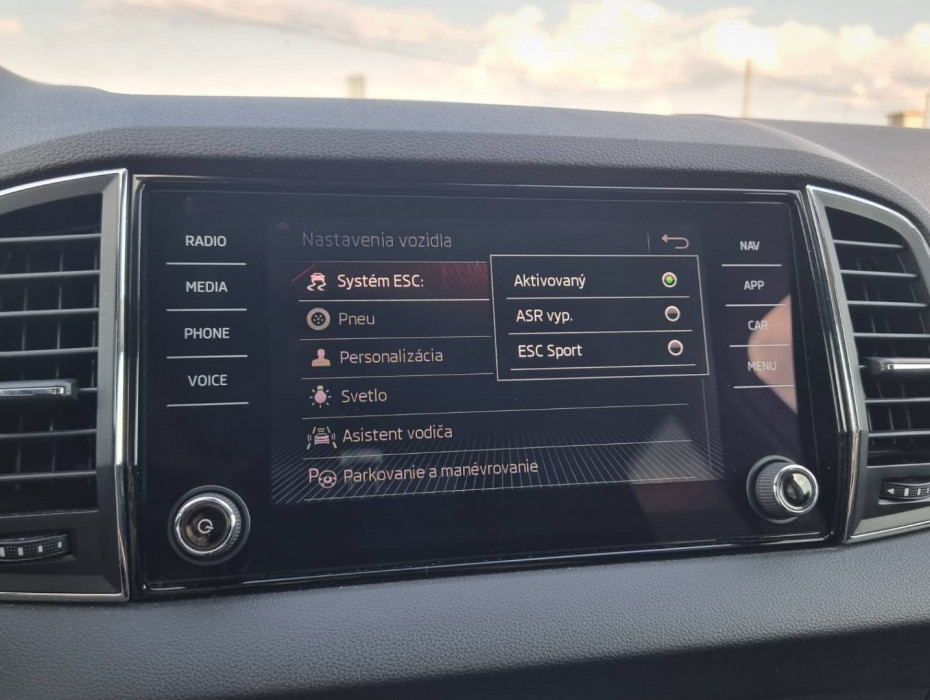 RADIO
MEDIA
PHONE
VOICE
Nastavenia vozidla
Systém ESC:
Pneu
Personalizácia
Svetlo
Asistent vodiča
P Parkovanie a manévrovanie
Aktivovaný
ASR vyp.
ESC Sport
NAV
APP
CAR
MENU